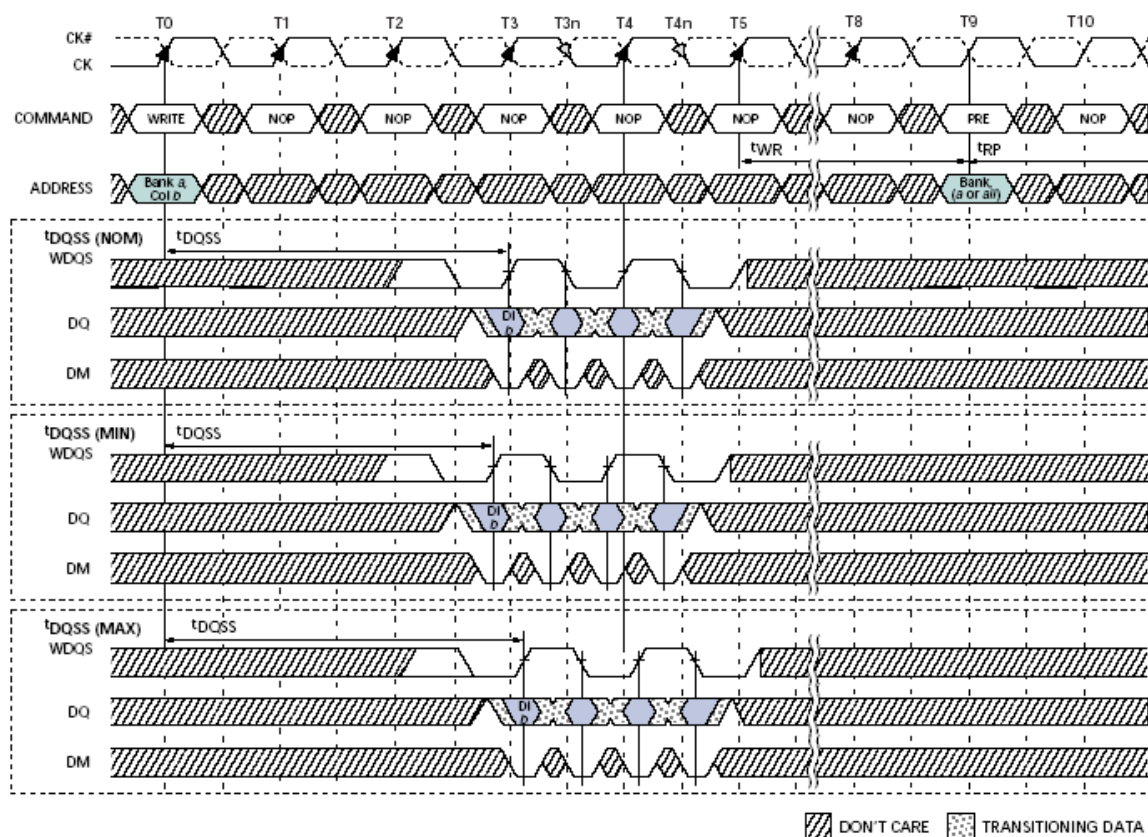 T0 T1 T2 T3 T3n T4 T4n T5 T8 T9 T10
CK#
CK
COMMAND WRITE NOP NOP NOP NOP NOP NOP PRE NOP
tWR tRP
ADDRESS Bank a, Col b Bank, (a or all)
tDQSS (NOM) tDQSS
WDQS
DQ DI b
DM
tDQSS (MIN) tDQSS
WDQS
DQ DI b
DM
tDQSS (MAX) tDQSS
WDQS
DQ DI b
DM
DON'T CARE TRANSITIONING DATA